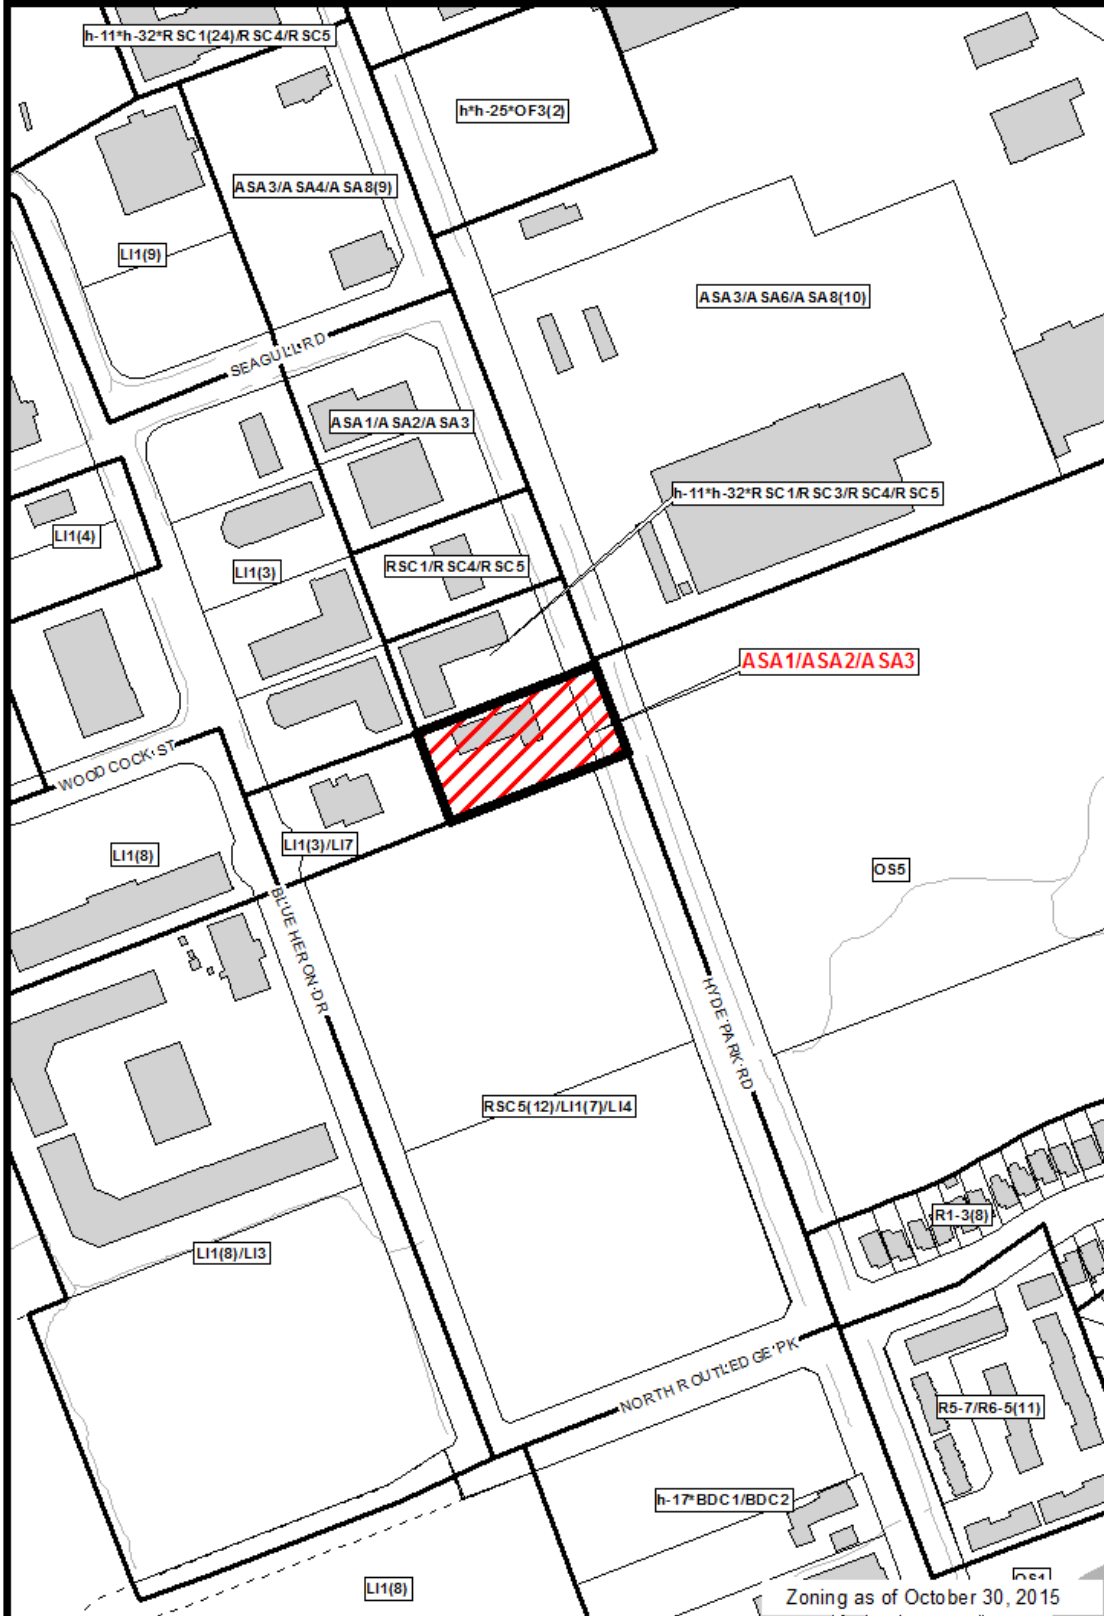 h-11*h-32*RSC1(24)/RSC4/RSC5
h*h-25*OF3(2)
ASA3/ASA4/ASA8(9)
LI1(9)
ASA3/ASA6/ASA8(10)
SEAGULL RD
ASA1/ASA2/ASA3
h-11*h-32*RSC1/RSC3/RSC4/RSC5
LI1(4)
LI1(3)
RSC1/RSC4/RSC5
ASA1/ASA2/ASA3
WOODCOCK ST
LI1(3)/LI7
LI1(8)
OS5
BLUE HERON DR
HYDE PARK RD
RSC5(12)/LI1(7)/LI4
R1-3(8)
LI1(8)/LI3
NORTH ROUTLEDGE PK
R5-7/R6-5(11)
h-17*BDC1/BDC2
LI1(8)
OS1
Zoning as of October 30, 2015